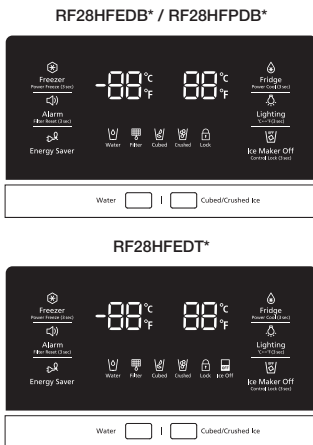 RF28HFEDB* / RF28HFPDB*
Freezer
Power Freeze (3 sec)
-88 °C °F
88 °C °F
Fridge
Power Cool (3 sec)
Alarm
Filter Reset (3 sec)
Lighting
°C↔°F (3 sec)
Energy Saver
Water Filter Cubed Crushed Lock
Ice Maker Off
Control Lock (3 sec)
Water Cubed/Crushed Ice
RF28HFEDT*
Freezer
Power Freeze (3 sec)
-88 °C °F
88 °C °F
Fridge
Power Cool (3 sec)
Alarm
Filter Reset (3 sec)
Lighting
°C↔°F (3 sec)
Energy Saver
Water Filter Cubed Crushed Lock Ice Off
Ice Maker Off
Control Lock (3 sec)
Water Cubed/Crushed Ice